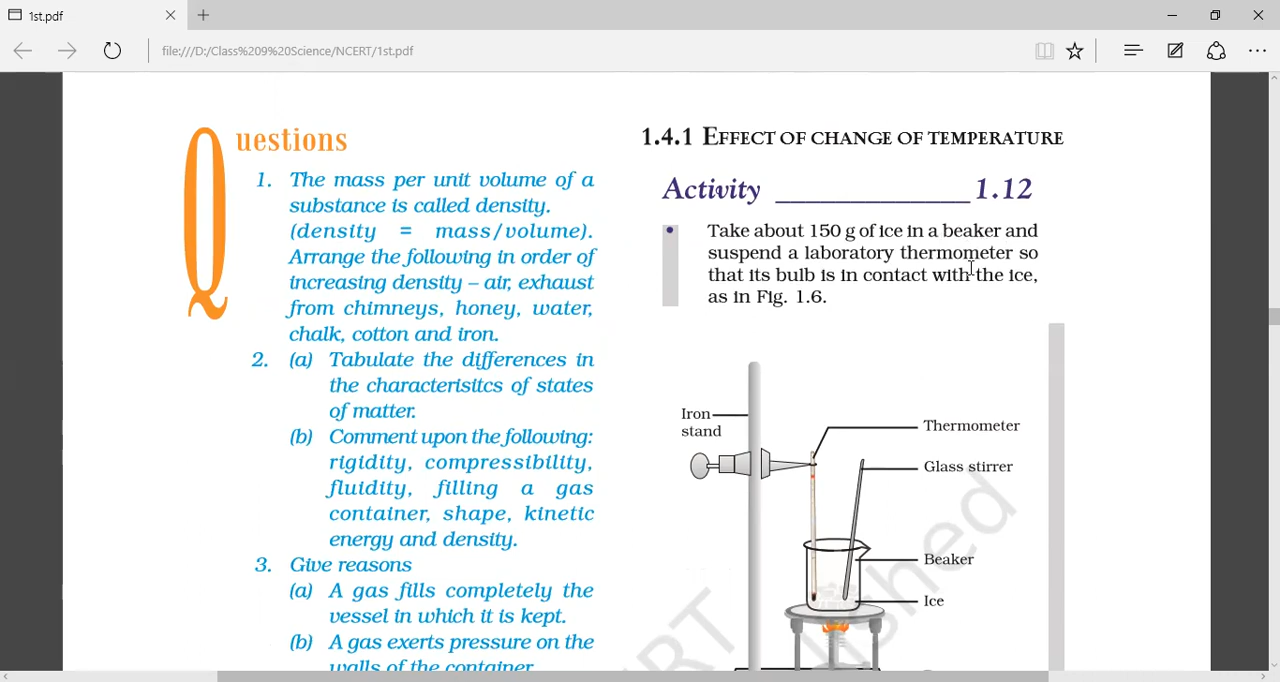 1st.pdf
file:///D:/Class%209%20Science/NCERT/1st.pdf
Questions
1. The mass per unit volume of a
substance is called density.
(density = mass/volume).
Arrange the following in order of
increasing density – air, exhaust
from chimneys, honey, water,
chalk, cotton and iron.
2. (a) Tabulate the differences in
the characterisitcs of states
of matter.
(b) Comment upon the following:
rigidity, compressibility,
fluidity, filling a gas
container, shape, kinetic
energy and density.
3. Give reasons
(a) A gas fills completely the
vessel in which it is kept.
(b) A gas exerts pressure on the
walls of the container.
1.4.1 EFFECT OF CHANGE OF TEMPERATURE
Activity ______________ 1.12
• Take about 150 g of ice in a beaker and
suspend a laboratory thermometer so
that its bulb is in contact with the ice,
as in Fig. 1.6.
Iron
stand
Thermometer
Glass stirrer
Beaker
Ice